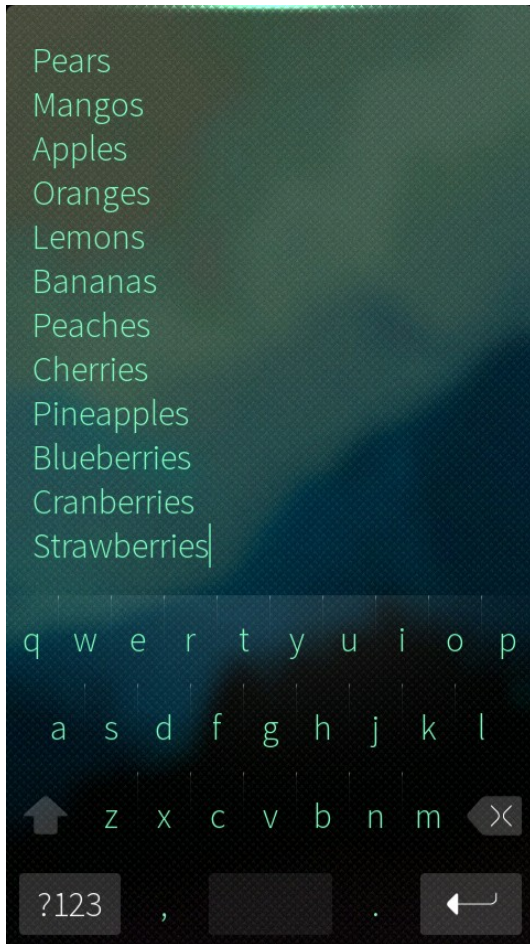 Pears
Mangos
Apples
Oranges
Lemons
Bananas
Peaches
Cherries
Pineapples
Blueberries
Cranberries
Strawberries
q w e r t y u i o p
a s d f g h j k l
z x c v b n m
?123 , .